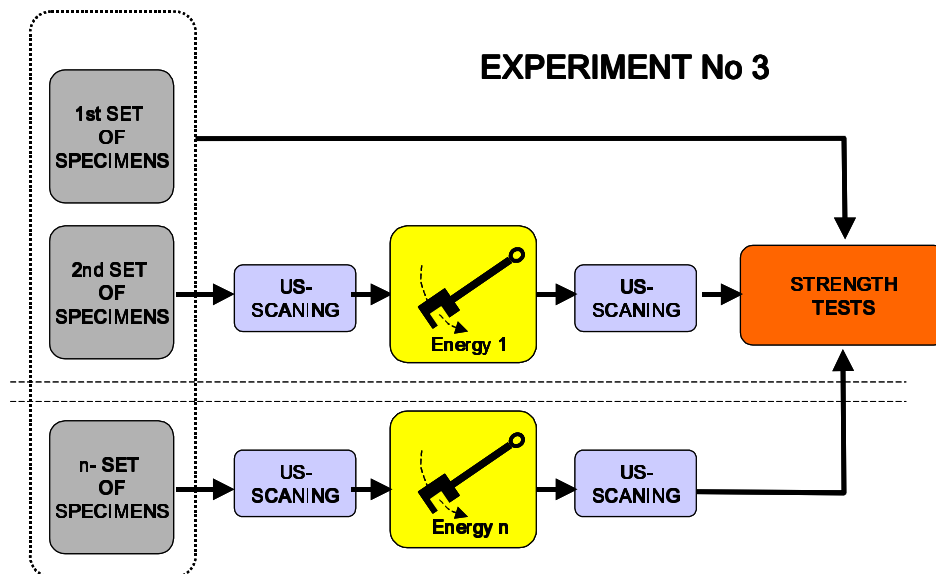 EXPERIMENT No 3
1st SET
OF
SPECIMENS
2nd SET
OF
SPECIMENS
US-
SCANING
Energy 1
US-
SCANING
STRENGTH
TESTS
n- SET
OF
SPECIMENS
US-
SCANING
Energy n
US-
SCANING